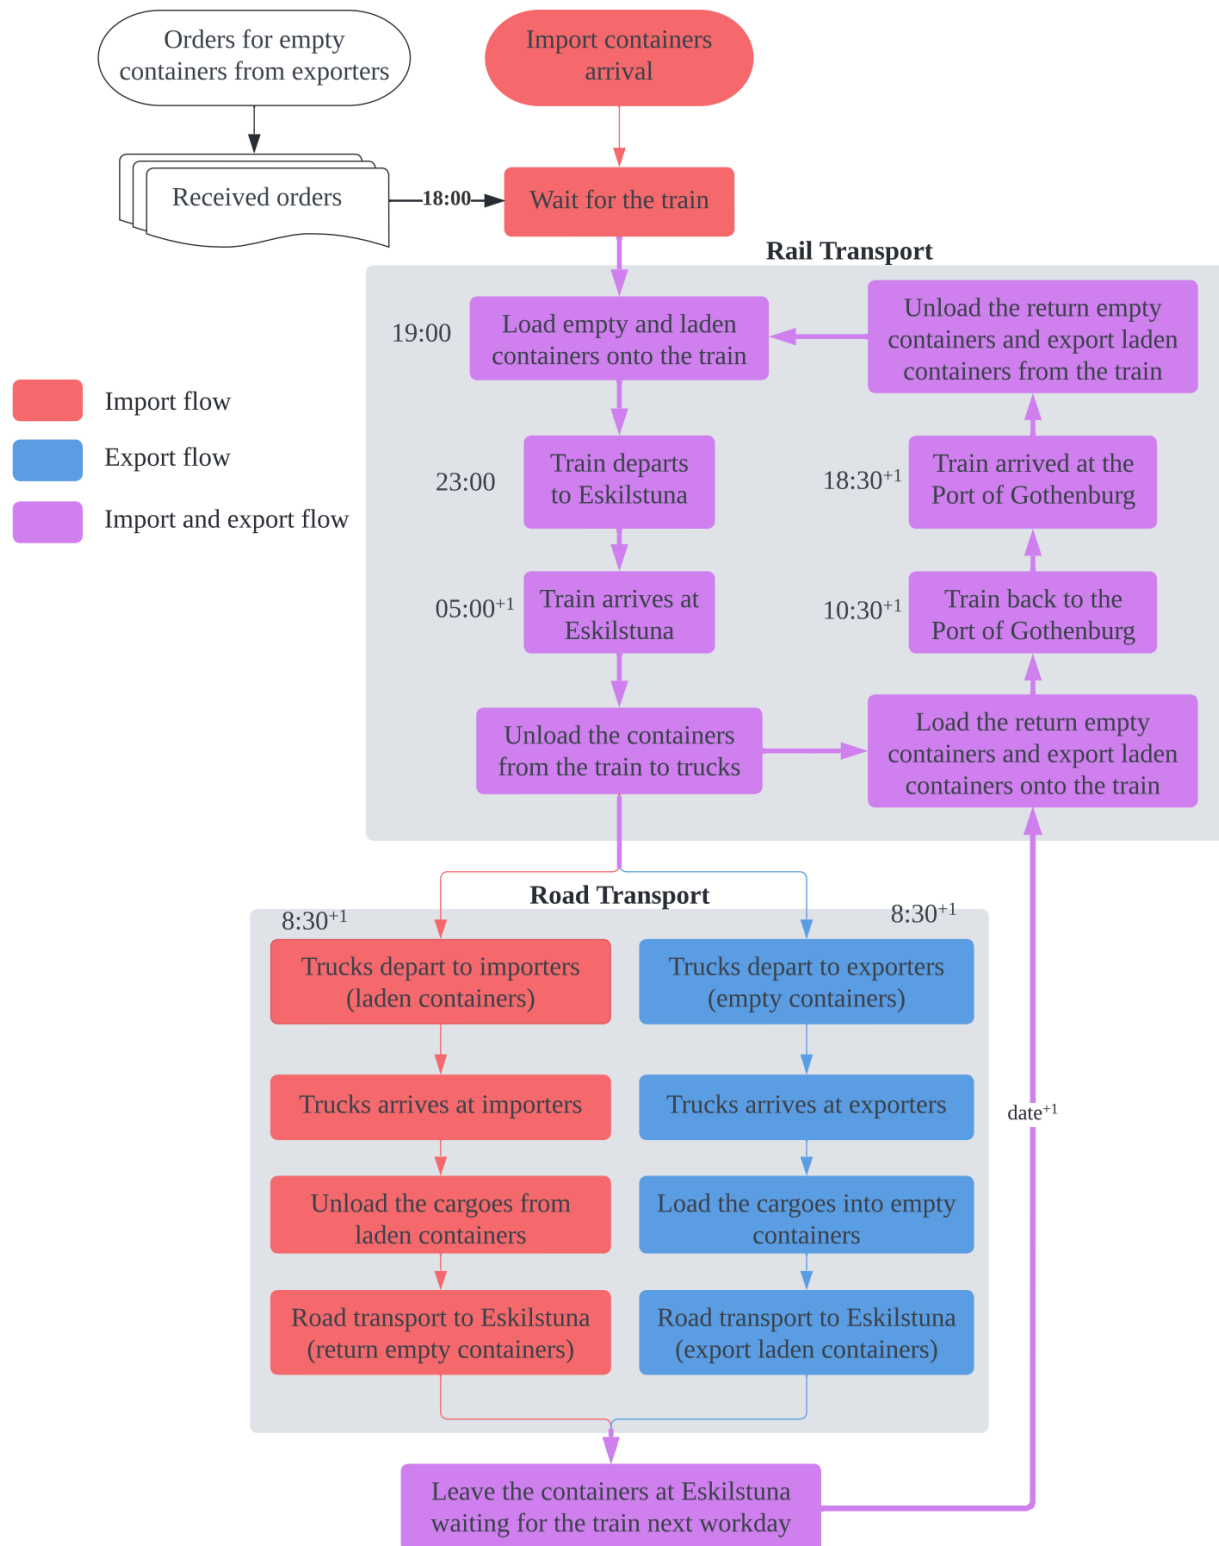 Orders for empty
containers from exporters
Import containers
arrival
Received orders
18:00
Wait for the train
Rail Transport
19:00
Load empty and laden
containers onto the train
Unload the return empty
containers and export laden
containers from the train
Import flow
Export flow
Import and export flow
23:00
Train departs
to Eskilstuna
18:30+1
Train arrived at the
Port of Gothenburg
05:00+1
Train arrives at
Eskilstuna
10:30+1
Train back to the
Port of Gothenburg
Unload the containers
from the train to trucks
Load the return empty
containers and export laden
containers onto the train
Road Transport
8:30+1
8:30+1
Trucks depart to importers
(laden containers)
Trucks depart to exporters
(empty containers)
Trucks arrives at importers
Trucks arrives at exporters
date+1
Unload the cargoes from
laden containers
Load the cargoes into empty
containers
Road transport to Eskilstuna
(return empty containers)
Road transport to Eskilstuna
(export laden containers)
Leave the containers at Eskilstuna
waiting for the train next workday